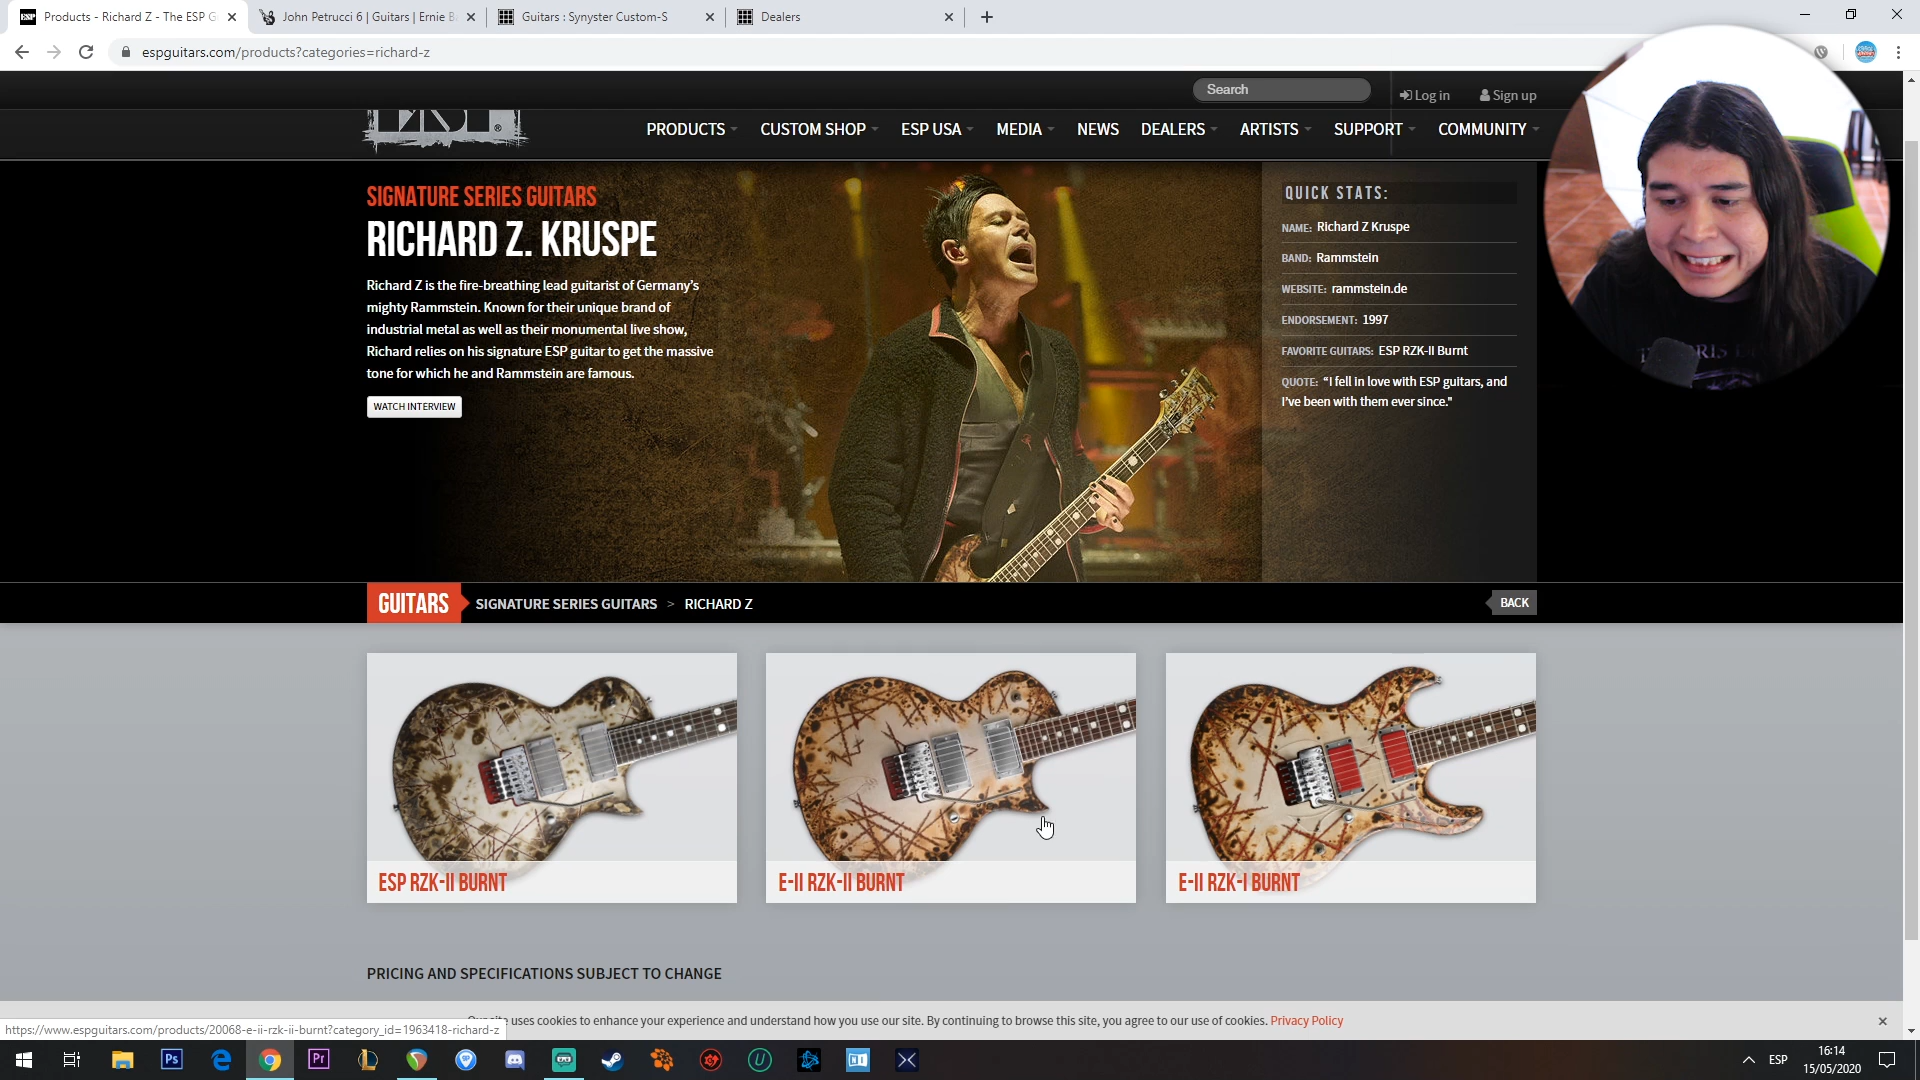 Products - Richard Z - The ESP G
John Petrucci 6 | Guitars | Ernie B
Guitars : Synyster Custom-S
Dealers
espguitars.com/products?categories=richard-z
Search
Log in
Sign up
PRODUCTS
CUSTOM SHOP
ESP USA
MEDIA
NEWS
DEALERS
ARTISTS
SUPPORT
COMMUNITY
SIGNATURE SERIES GUITARS
RICHARD Z. KRUSPE
Richard Z is the fire-breathing lead guitarist of Germany's
mighty Rammstein. Known for their unique brand of
industrial metal as well as their monumental live show,
Richard relies on his signature ESP guitar to get the massive
tone for which he and Rammstein are famous.
WATCH INTERVIEW
QUICK STATS:
NAME: Richard Z Kruspe
BAND: Rammstein
WEBSITE: rammstein.de
ENDORSEMENT: 1997
FAVORITE GUITARS: ESP RZK-II Burnt
QUOTE: "I fell in love with ESP guitars, and
I've been with them ever since."
GUITARS
SIGNATURE SERIES GUITARS > RICHARD Z
BACK
ESP RZK-II BURNT
E-II RZK-II BURNT
E-II RZK-I BURNT
PRICING AND SPECIFICATIONS SUBJECT TO CHANGE
uses cookies to enhance your experience and understand how you use our site. By continuing to browse this site, you agree to our use of cookies. Privacy Policy
https://www.espguitars.com/products/20068-e-ii-rzk-ii-burnt?category_id=1963418-richard-z
Ps
Pr
ESP
16:14
15/05/2020